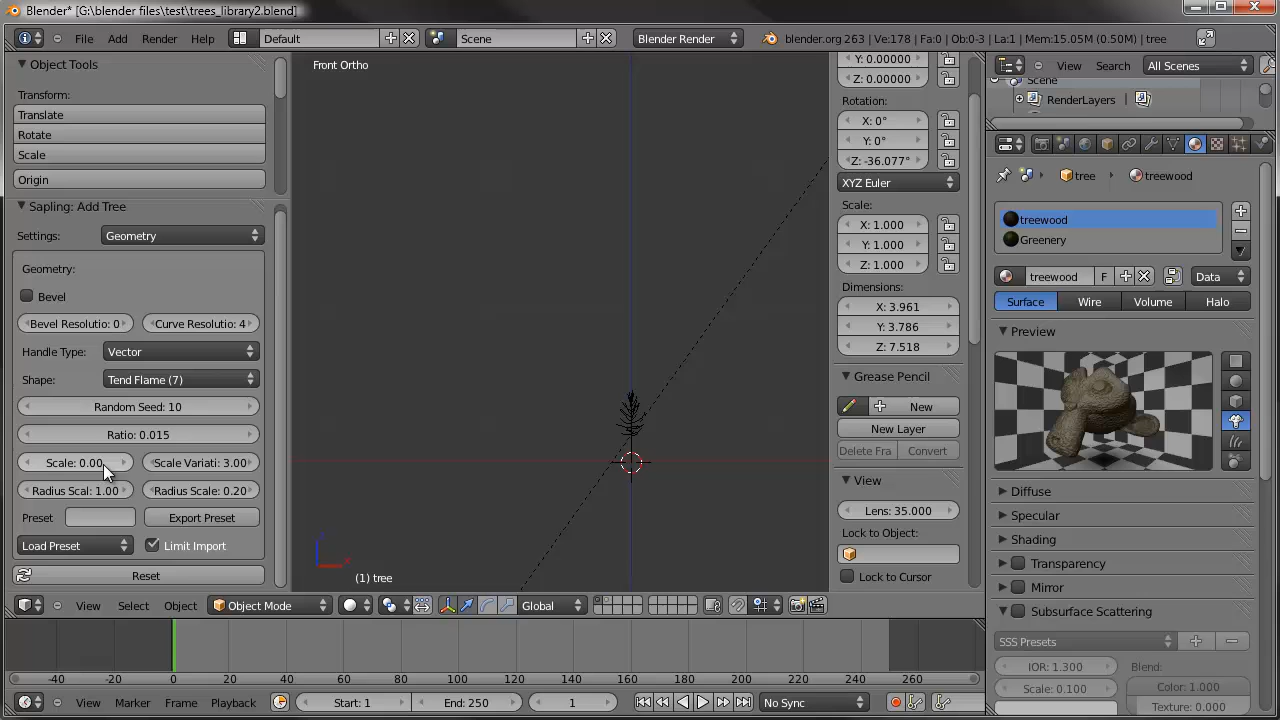 Blender* [G:\blender files\test\trees_library2.blend]
File Add Render Help Default Scene Blender Render blender.org 263 | Ve:178 | Fa:0 | Ob:0-3 | La:1 | Mem:15.05M (0.50M) | tree
Object Tools
Transform:
Translate
Rotate
Scale
Origin
Sapling: Add Tree
Settings: Geometry
Geometry:
Bevel
Bevel Resolutio: 0 Curve Resolutio: 4
Handle Type: Vector
Shape: Tend Flame (7)
Random Seed: 10
Ratio: 0.015
Scale: 0.00 Scale Variati: 3.00
Radius Scal: 1.00 Radius Scale: 0.20
Preset Export Preset
Load Preset Limit Import
Reset
Front Ortho
(1) tree
Y: 0.00000
Z: 0.00000
Rotation:
X: 0°
Y: 0°
Z: -36.077°
XYZ Euler
Scale:
X: 1.000
Y: 1.000
Z: 1.000
Dimensions:
X: 3.961
Y: 3.786
Z: 7.518
Grease Pencil
New
New Layer
Delete Fra Convert
View
Lens: 35.000
Lock to Object:
Lock to Cursor
View Search All Scenes
Scene
RenderLayers
tree treewood
treewood
Greenery
treewood F Data
Surface Wire Volume Halo
Preview
Diffuse
Specular
Shading
Transparency
Mirror
Subsurface Scattering
SSS Presets
IOR: 1.300 Blend:
Scale: 0.100 Color: 1.000
Texture: 0.000
View Select Object Object Mode Global
-40 -20 0 20 40 60 80 100 120 140 160 180 200 220 240 260
View Marker Frame Playback Start: 1 End: 250 1 No Sync